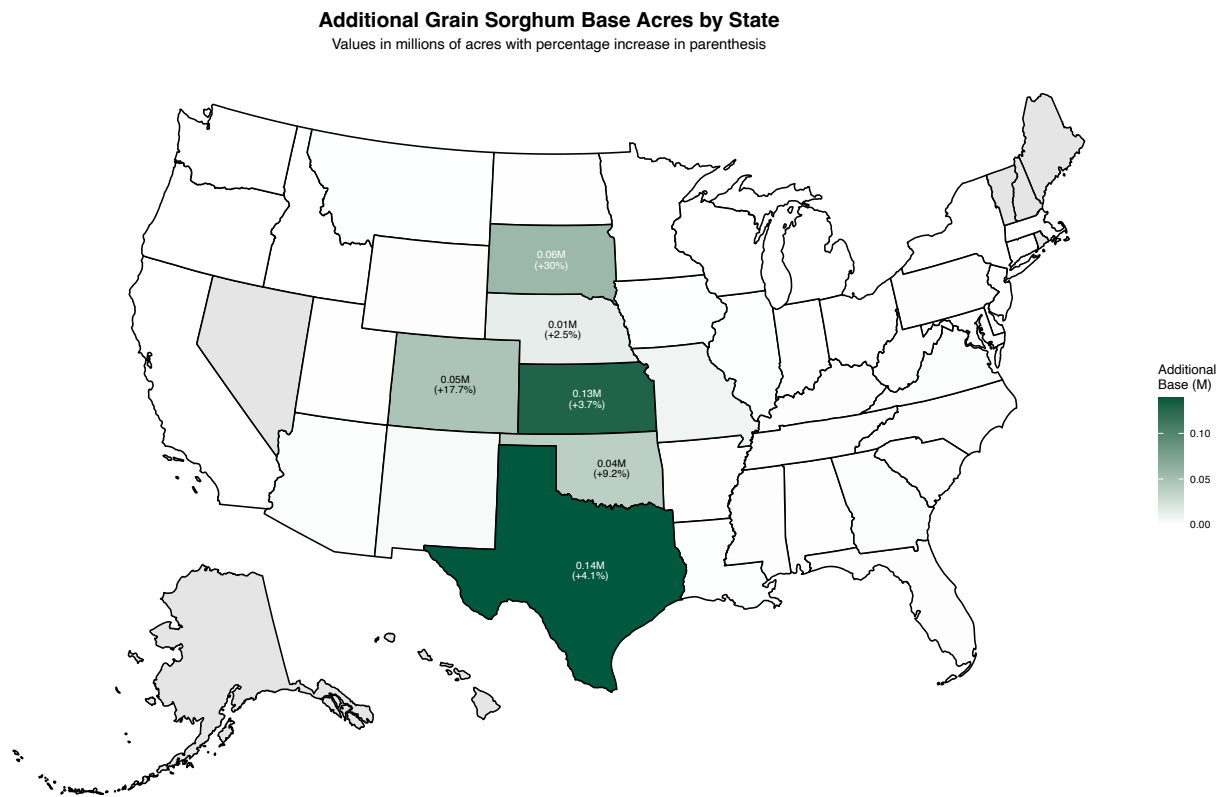 Additional Grain Sorghum Base Acres by State
Values in millions of acres with percentage increase in parenthesis
0.06M
(+30%)
0.01M
(+2.5%)
0.05M
(+17.7%)
0.13M
(+3.7%)
0.04M
(+9.2%)
0.14M
(+4.1%)
Additional
Base (M)
0.10
0.05
0.00